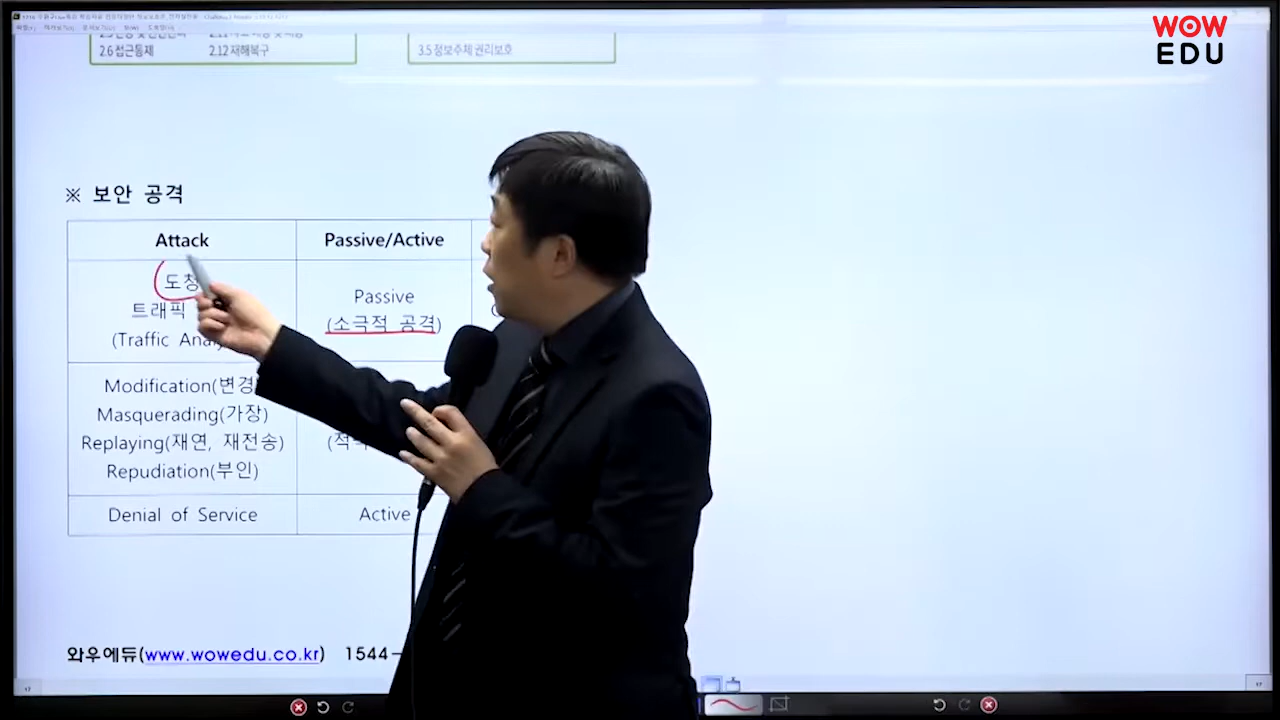 WOW
EDU
2.6 접근통제
2.12 재해복구
3.5 정보주체 권리보호
※ 보안 공격
Attack
Passive/Active
도청
트래픽
(Traffic
Passive
(소극적 공격)
Modification(변경
Masquerading(가장)
Replaying(재연, 재전송)
Repudiation(부인)
Denial of Service
Active
와우에듀(www.wowedu.co.kr) 1544-